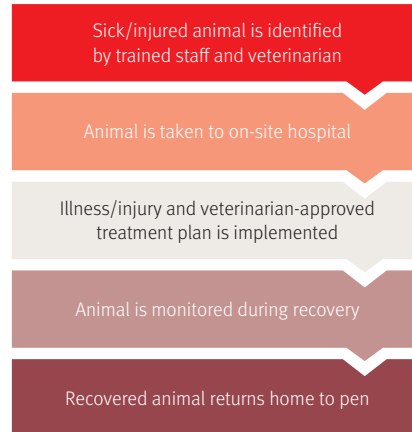 Sick/injured animal is identified
by trained staff and veterinarian
Animal is taken to on-site hospital
Illness/injury and veterinarian-approved
treatment plan is implemented
Animal is monitored during recovery
Recovered animal returns home to pen